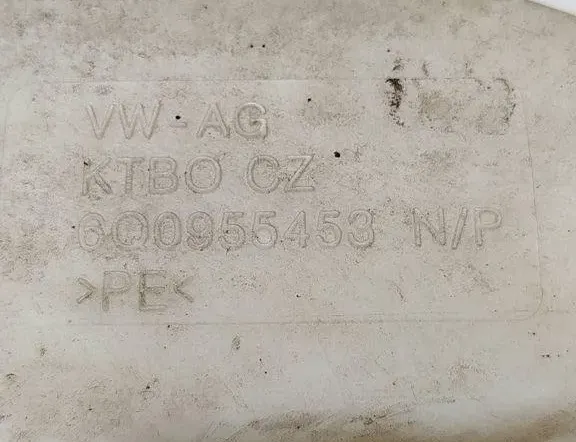 VW-AG
KTBO CZ
6Q0955453 N/P
>PE<